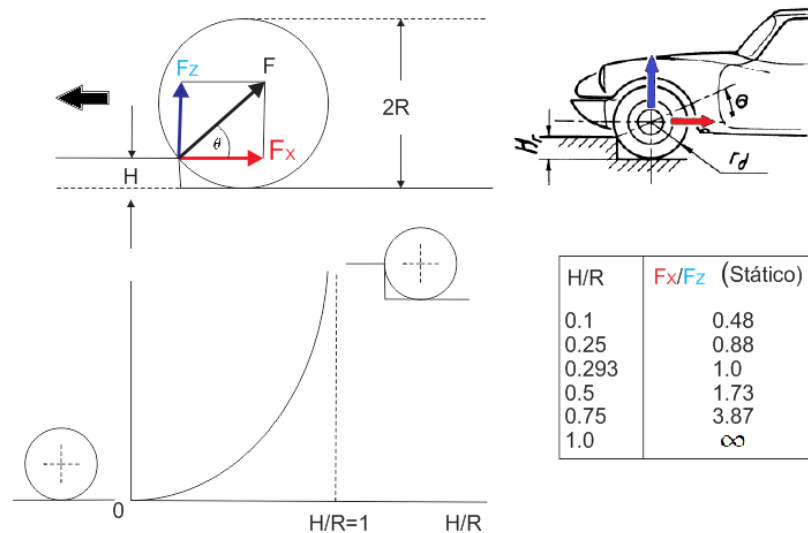 Fz
F
θ
Fx
H
2R
Hr
θ
rd
0
H/R=1
H/R
H/R Fx/Fz (Stático)
0.1 0.48
0.25 0.88
0.293 1.0
0.5 1.73
0.75 3.87
1.0 ∞